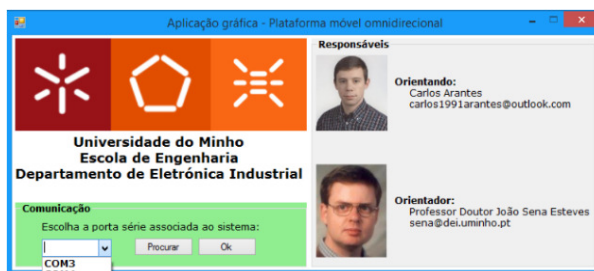 Aplicação gráfica - Plataforma móvel omnidirecional
Universidade do Minho
Escola de Engenharia
Departamento de Eletrónica Industrial
Comunicação
Escolha a porta série associada ao sistema:
Procurar
Ok
COM3
Responsáveis
Orientando:
Carlos Arantes
carlos1991arantes@outlook.com
Orientador:
Professor Doutor João Sena Esteves
sena@dei.uminho.pt